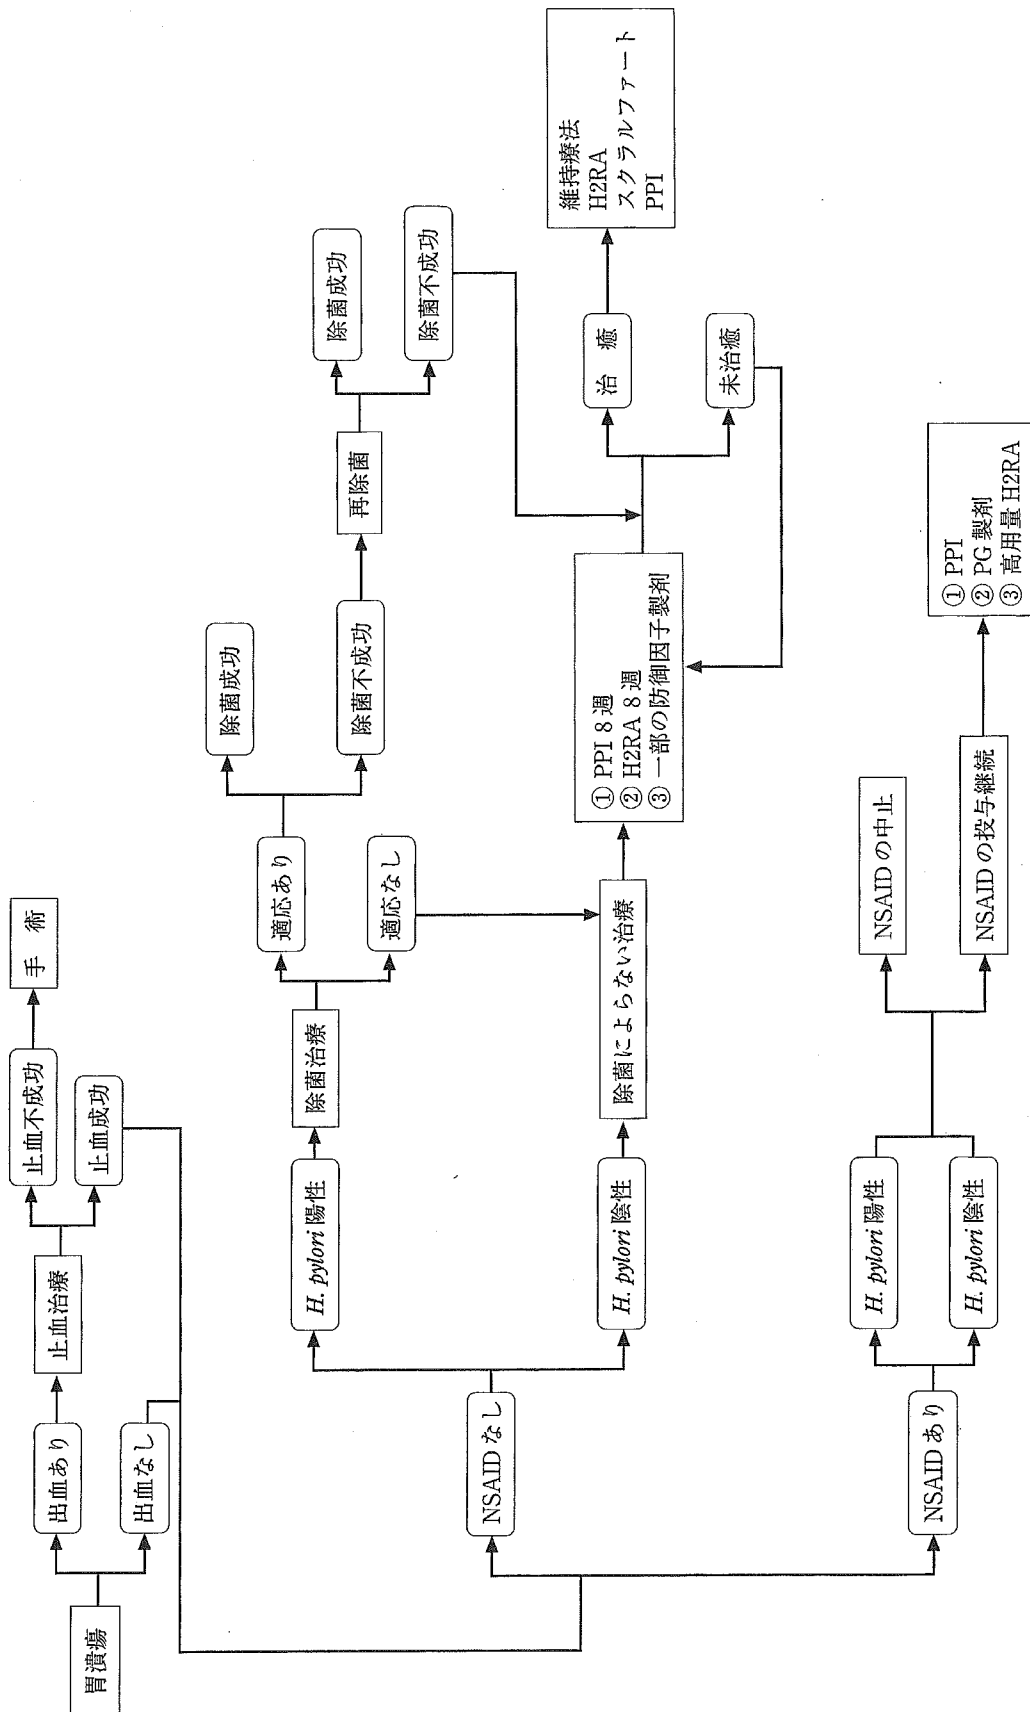 胃潰瘍
出血あり
出血なし
止血治療
止血不成功
止血成功
手 術
NSAID なし
NSAID あり
H. pylori 陽性
H. pylori 陰性
除菌治療
適応あり
適応なし
除菌成功
除菌不成功
再除菌
除菌成功
除菌不成功
除菌によらない治療
① PPI 8 週
② H2RA 8 週
③ 一部の防御因子製剤
治 癒
未治癒
維持療法
H2RA
スクラルファート
PPI
H. pylori 陽性
H. pylori 陰性
NSAID の中止
NSAID の投与継続
① PPI
② PG 製剤
③ 高用量 H2RA